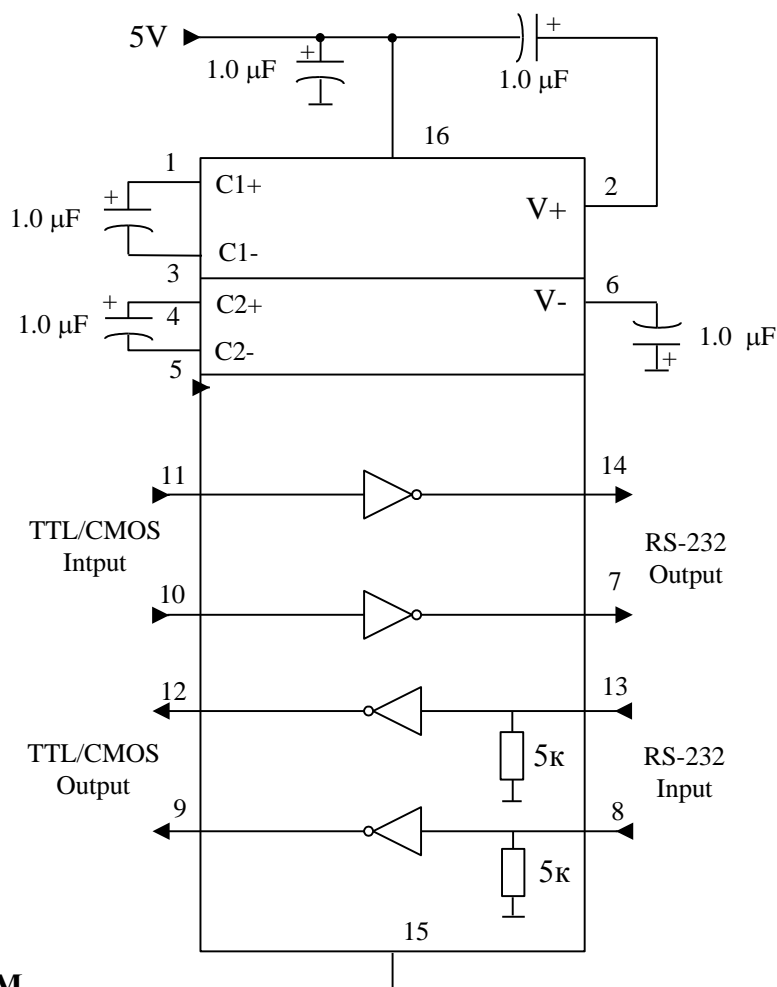 5V
+
1.0 μF
+
1.0 μF
16
1
C1+
+
1.0 μF
C1-
3
V+
2
C2+
+
4
1.0 μF
C2-
5
V-
6
1.0 μF
+
11
14
TTL/CMOS
Intput
RS-232
Output
10
7
12
13
TTL/CMOS
Output
5к
RS-232
Input
9
8
5к
15
M